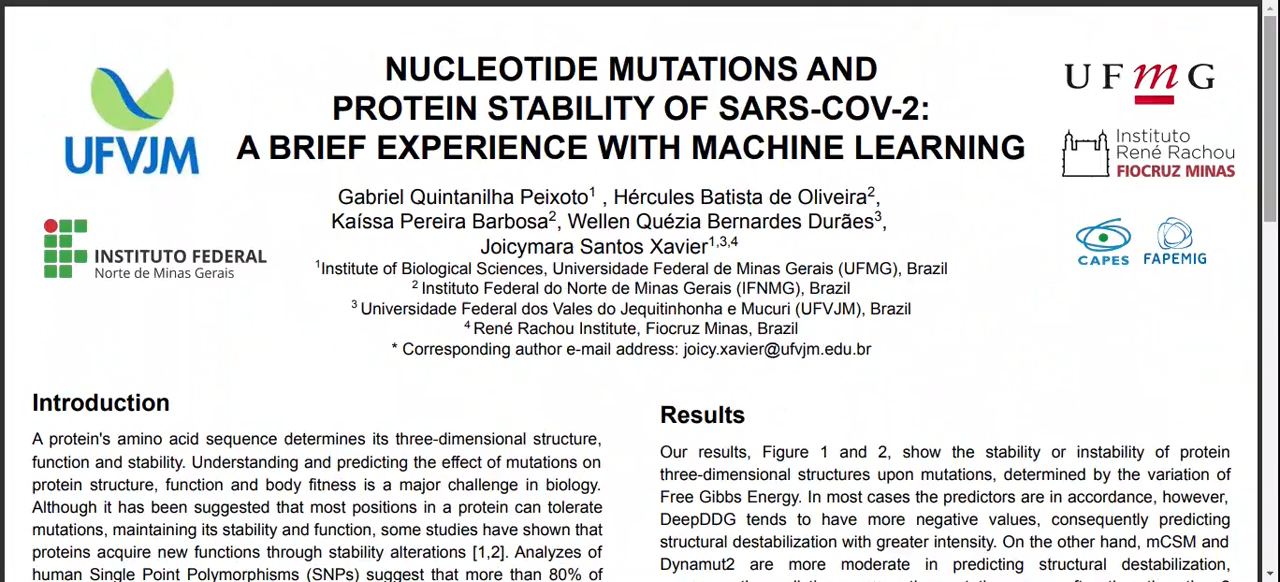 NUCLEOTIDE MUTATIONS AND
PROTEIN STABILITY OF SARS-COV-2:
A BRIEF EXPERIENCE WITH MACHINE LEARNING
UFVJM
UFmG
Instituto
René Rachou
FIOCRUZ MINAS
INSTITUTO FEDERAL
Norte de Minas Gerais
CAPES
FAPEMIG
Gabriel Quintanilha Peixoto1 , Hércules Batista de Oliveira2,
Kaíssa Pereira Barbosa2, Wellen Quézia Bernardes Durães3,
Joicymara Santos Xavier1,3,4
1Institute of Biological Sciences, Universidade Federal de Minas Gerais (UFMG), Brazil
2 Instituto Federal do Norte de Minas Gerais (IFNMG), Brazil
3 Universidade Federal dos Vales do Jequitinhonha e Mucuri (UFVJM), Brazil
4 René Rachou Institute, Fiocruz Minas, Brazil
* Corresponding author e-mail address: joicy.xavier@ufvjm.edu.br
Introduction
A protein's amino acid sequence determines its three-dimensional structure,
function and stability. Understanding and predicting the effect of mutations on
protein structure, function and body fitness is a major challenge in biology.
Although it has been suggested that most positions in a protein can tolerate
mutations, maintaining its stability and function, some studies have shown that
proteins acquire new functions through stability alterations [1,2]. Analyzes of
human Single Point Polymorphisms (SNPs) suggest that more than 80% of
Results
Our results, Figure 1 and 2, show the stability or instability of protein
three-dimensional structures upon mutations, determined by the variation of
Free Gibbs Energy. In most cases the predictors are in accordance, however,
DeepDDG tends to have more negative values, consequently predicting
structural destabilization with greater intensity. On the other hand, mCSM and
Dynamut2 are more moderate in predicting structural destabilization,